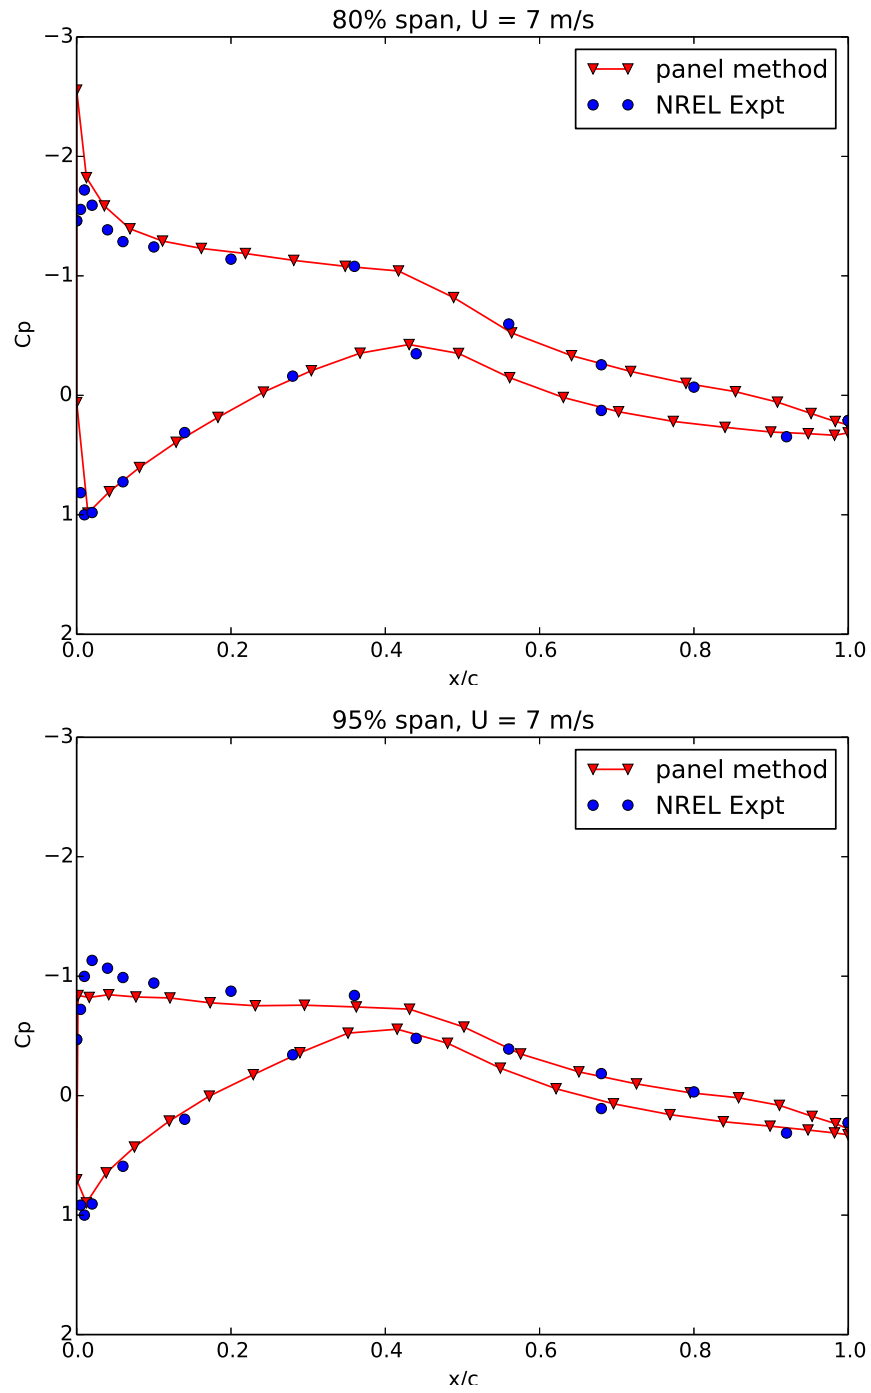 80% span, U = 7 m/s
−3
−2
−1
0
1
2
Cp
panel method
NREL Expt
0.0
0.2
0.4
0.6
0.8
1.0
x/c
95% span, U = 7 m/s
−3
−2
−1
0
1
2
Cp
panel method
NREL Expt
0.0
0.2
0.4
0.6
0.8
1.0
x/c